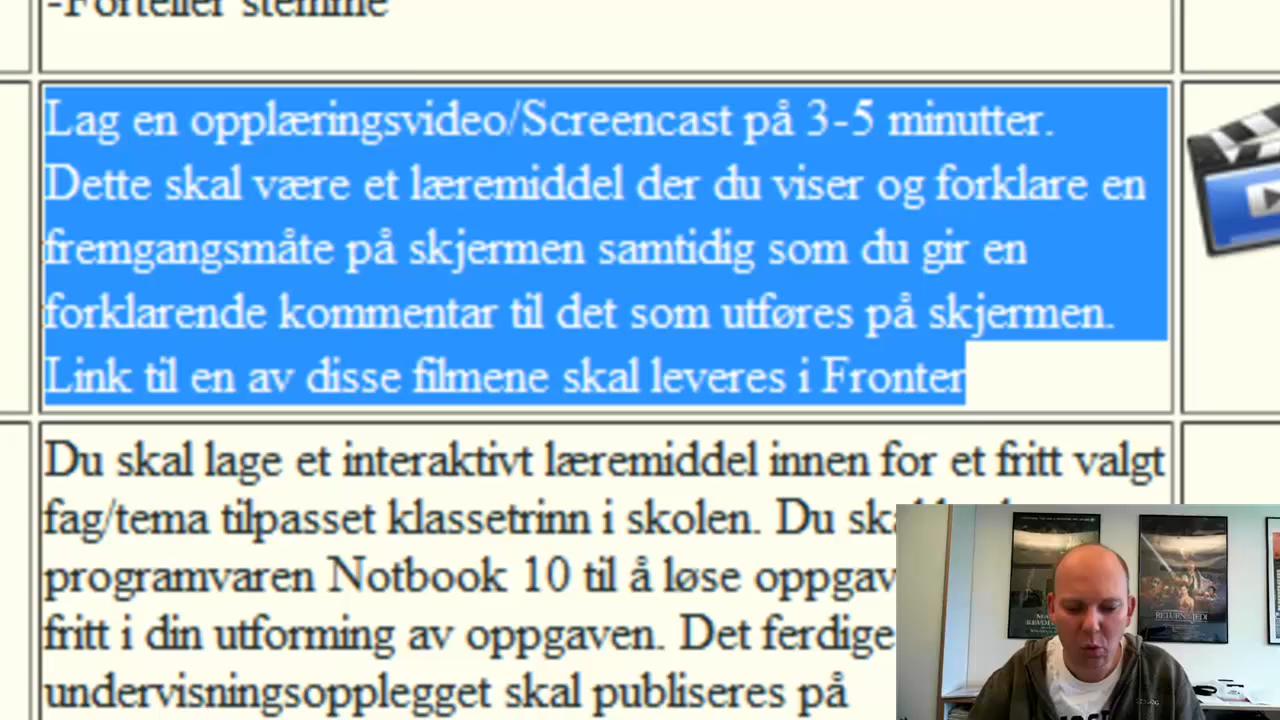 -Forteller stemme
Lag en opplæringsvideo/Screencast på 3-5 minutter.
Dette skal være et læremiddel der du viser og forklare en
fremgangsmåte på skjermen samtidig som du gir en
forklarende kommentar til det som utføres på skjermen.
Link til en av disse filmene skal leveres i Fronter
Du skal lage et interaktivt læremiddel innen for et fritt valgt
fag/tema tilpasset klassetrinn i skolen. Du
programvaren Notbook 10 til å løse
fritt i din utforming av oppgaven. Det ferdige
undervisningsopplegget skal publiseres på
RETURN JEDI